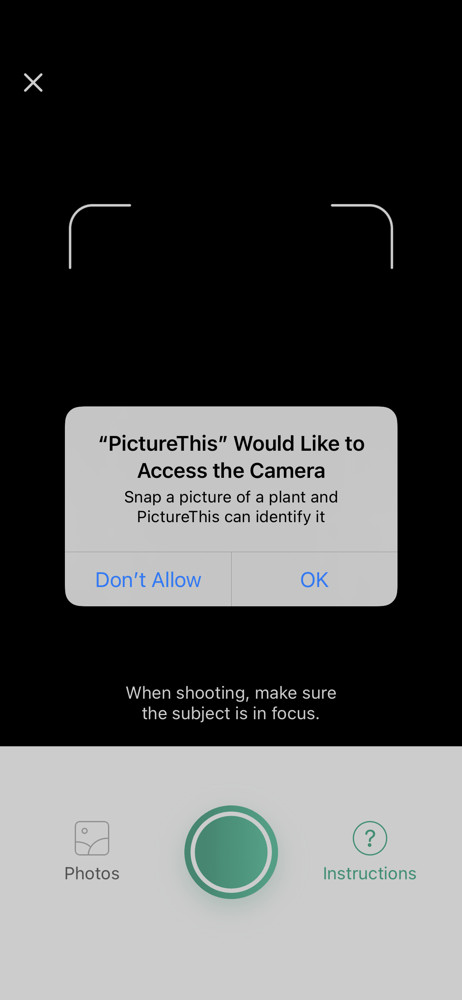 “PictureThis” Would Like to
Access the Camera
Snap a picture of a plant and
PictureThis can identify it
Don’t Allow
OK
When shooting, make sure
the subject is in focus.
Photos
?
Instructions